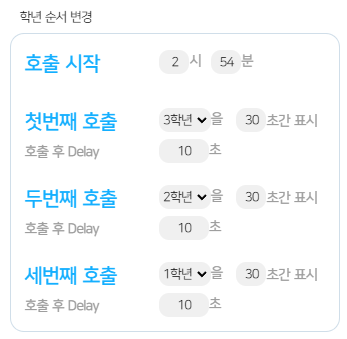 학년 순서 변경
호출 시작 2 시 54 분
첫번째 호출 3학년 을 30 초간 표시
호출 후 Delay 10 초
두번째 호출 2학년 을 30 초간 표시
호출 후 Delay 10 초
세번째 호출 1학년 을 30 초간 표시
호출 후 Delay 10 초